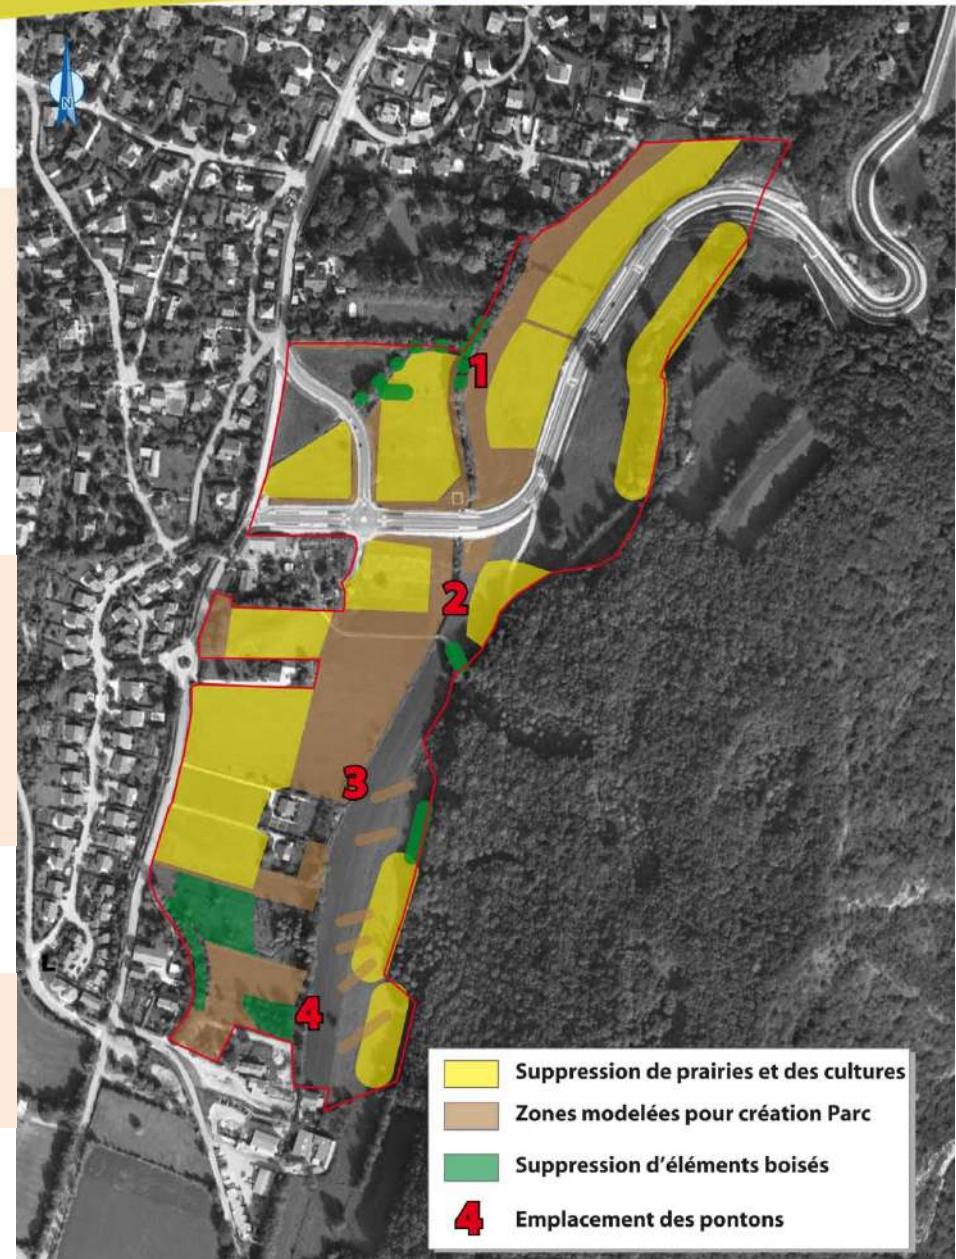 N
1
2
3
4
L
Suppression de prairies et des cultures
Zones modelées pour création Parc
Suppression d'éléments boisés
4 Emplacement des pontons